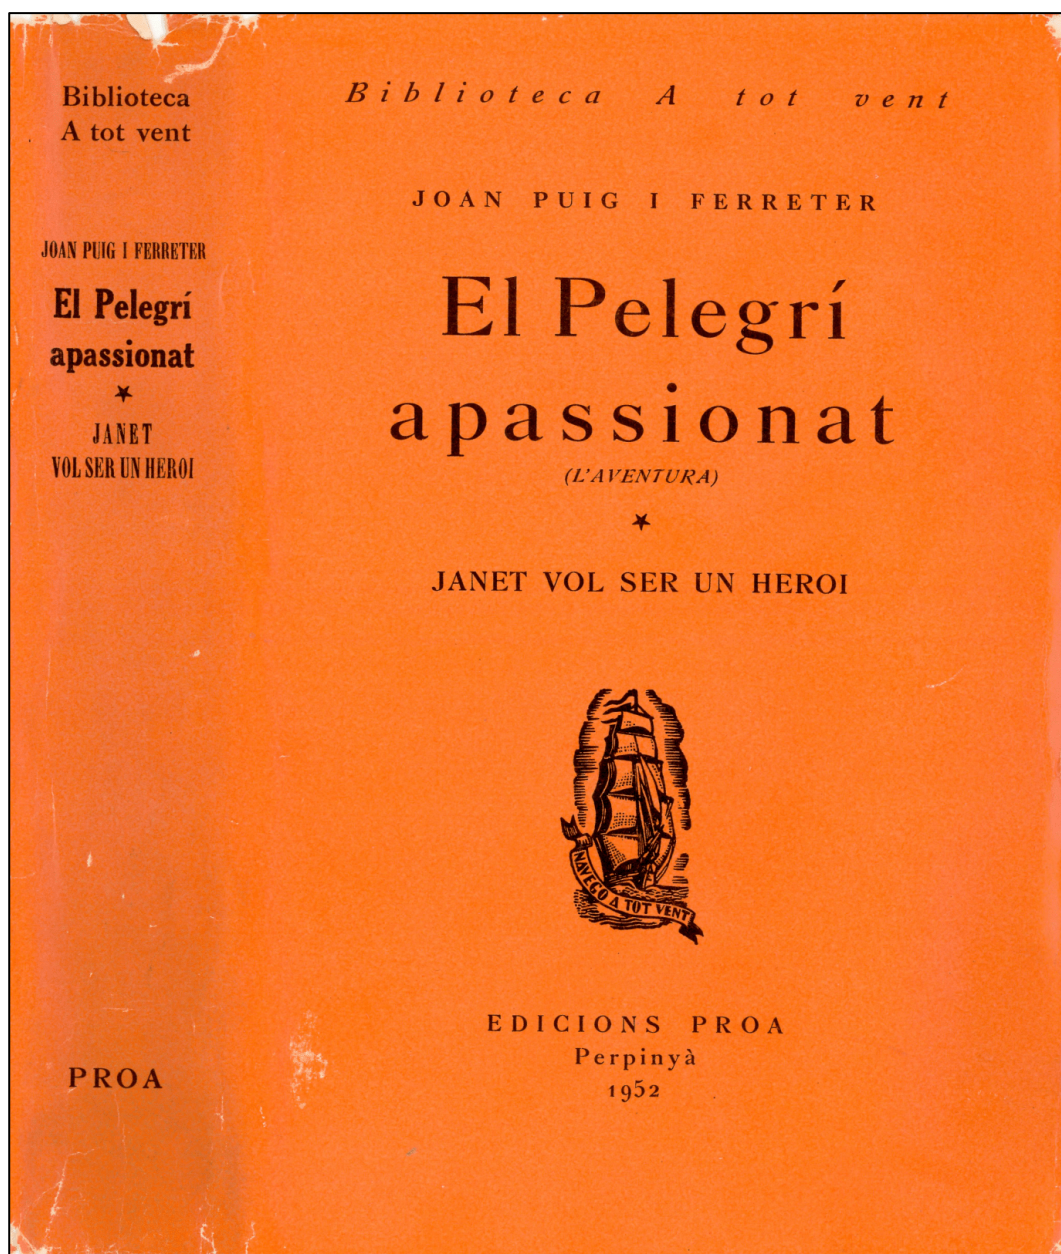 Biblioteca
A tot vent
JOAN PUIG I FERRETER
El Pelegrí
apassionat
★
JANET
VOL SER UN HEROI
PROA
Biblioteca A tot vent
JOAN PUIG I FERRETER
El Pelegrí
apassionat
(L'AVENTURA)
★
JANET VOL SER UN HEROI
NAVEGO A TOT VENT
EDICIONS PROA
Perpinyà
1952